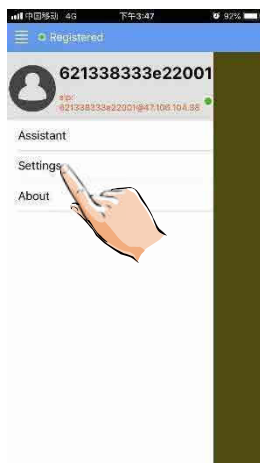 中国移动 4G 下午3:47 92%
Registered
621338333e22001
sip:
621338333e22001@47.106.104.98
Assistant
Settings
About